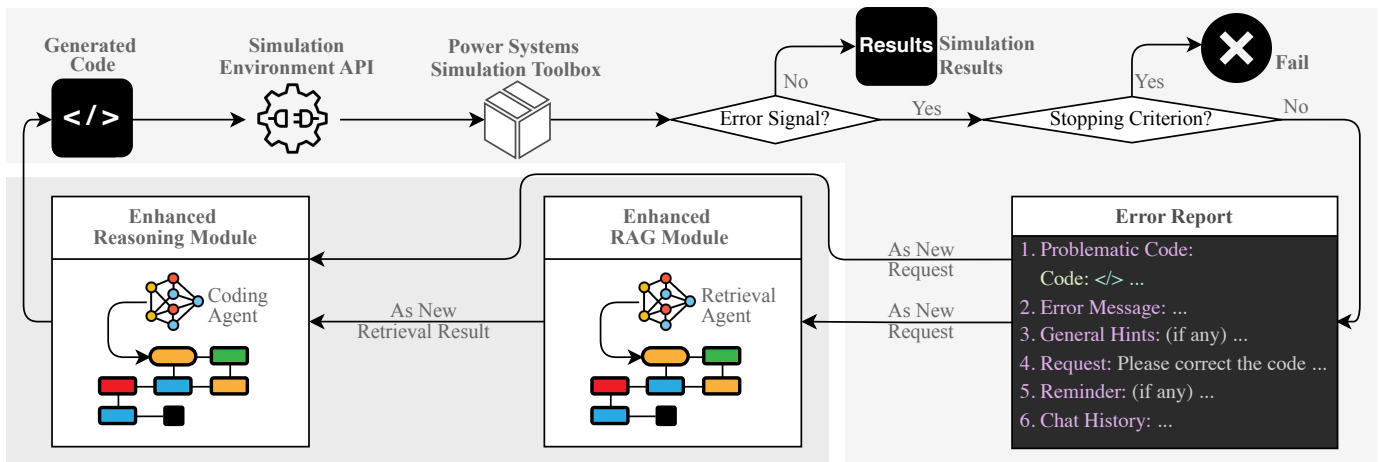 Generated
Code
</>
Simulation
Environment API
Power Systems
Simulation Toolbox
Error Signal?
No
Results
Simulation
Results
Yes
Stopping Criterion?
Yes
Fail
No
Enhanced
Reasoning Module
Coding
Agent
As New
Retrieval Result
Enhanced
RAG Module
Retrieval
Agent
As New
Request
As New
Request
Error Report
1. Problematic Code:
Code: </> ...
2. Error Message: ...
3. General Hints: (if any) ...
4. Request: Please correct the code ...
5. Reminder: (if any) ...
6. Chat History: ...